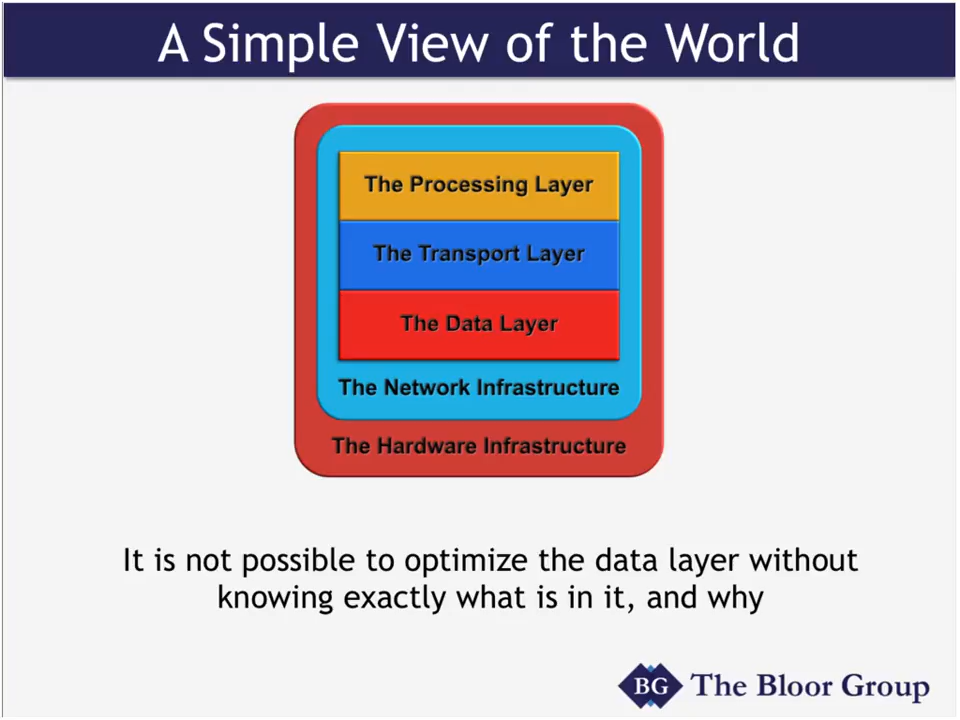 A Simple View of the World
The Processing Layer
The Transport Layer
The Data Layer
The Network Infrastructure
The Hardware Infrastructure
It is not possible to optimize the data layer without
knowing exactly what is in it, and why
BG The Bloor Group